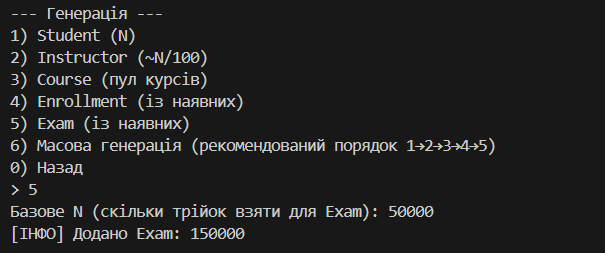 --- Генерація ---
1) Student (N)
2) Instructor (~N/100)
3) Course (пул курсів)
4) Enrollment (із наявних)
5) Exam (із наявних)
6) Масова генерація (рекомендований порядок 1→2→3→4→5)
0) Назад
> 5
Базове N (скільки трійок взяти для Exam): 50000
[ІНФО] Додано Exam: 150000